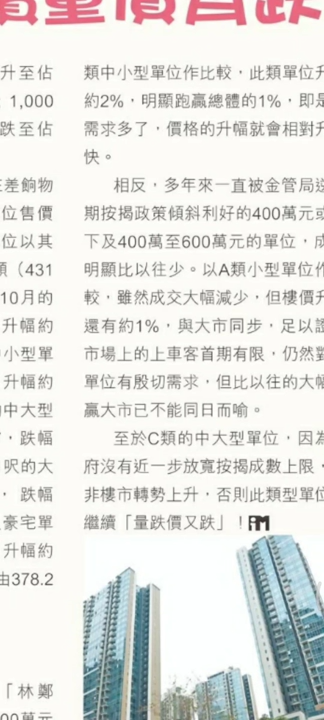 價量價齊跌
升至佔
1,000
跌至佔
差餉物
位售價
位以其
領（431
10月的
升幅約
中小型單
升幅約
中大型
，跌幅
呎的大
，跌幅
豪宅單
升幅約
由378.2
「林鄭
00萬元
類中小型單位作比較，此類單位升
約2%，明顯跑贏總體的1%，即是
需求多了，價格的升幅就會相對升
快。
相反，多年來一直被金管局逆
期按揭政策傾斜利好的400萬元或
下及400萬至600萬元的單位，成
明顯比以往少。以A類小型單位作
較，雖然成交大幅減少，但樓價升
還有約1%，與大市同步，足以證
市場上的上車客首期有限，仍然對
單位有殷切需求，但比以往的大幅
贏大市已不能同日而喻。
至於C類的中大型單位，因為
府沒有近一步放寬按揭成數上限，
非樓市轉勢上升，否則此類型單位
繼續「量跌價又跌」！